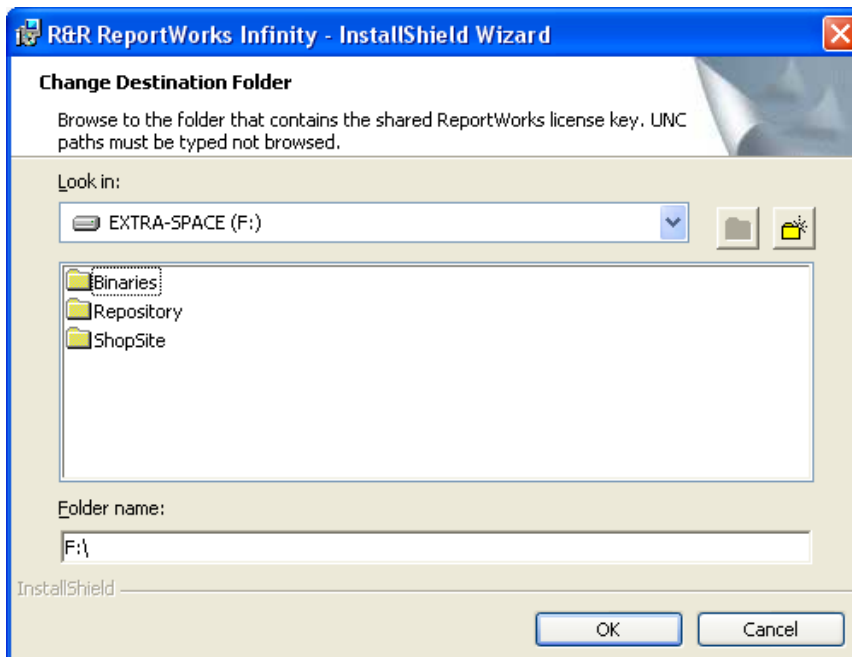 R&R ReportWorks Infinity - InstallShield Wizard
Change Destination Folder
Browse to the folder that contains the shared ReportWorks license key. UNC
paths must be typed not browsed.
Look in:
EXTRA-SPACE (F:)
Binaries
Repository
ShopSite
Folder name:
F:\
InstallShield
OK Cancel